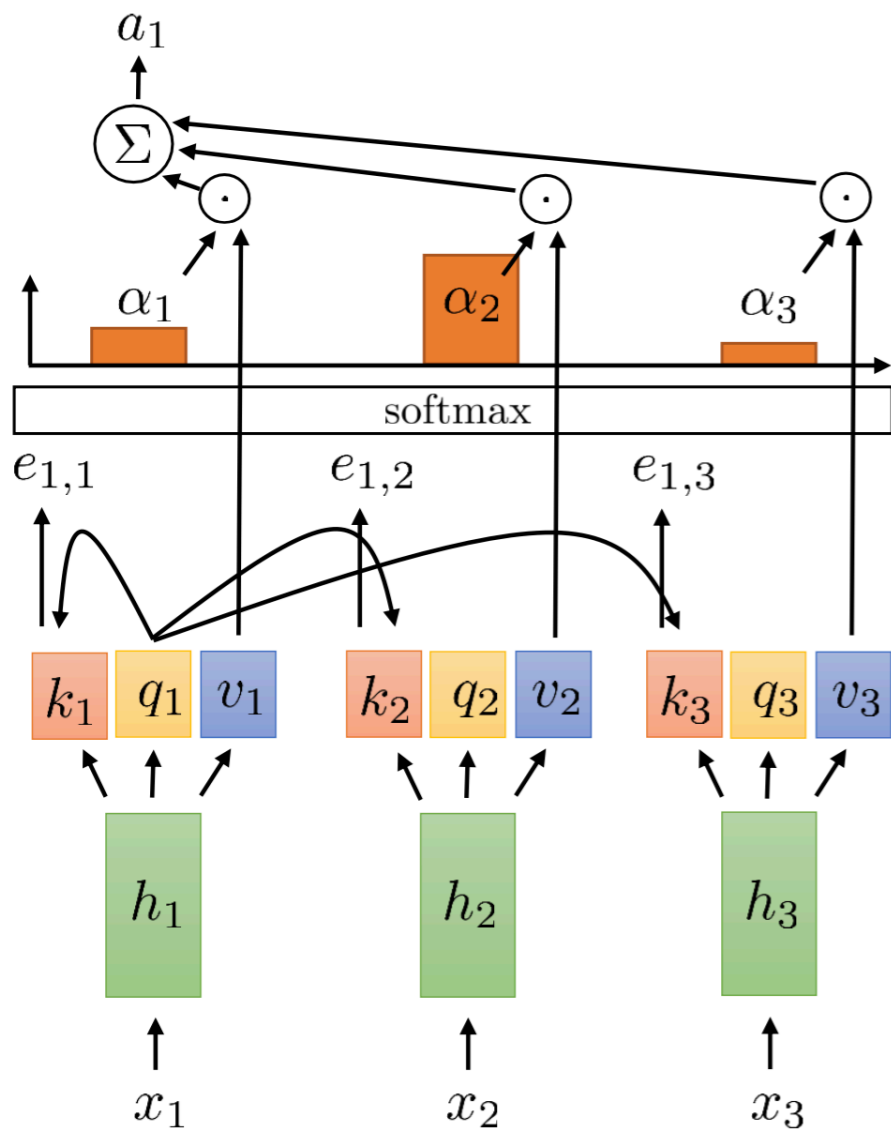 a₁
Σ
· · ·
α₁ α₂ α₃
softmax
e₁,₁ e₁,₂ e₁,₃
k₁ q₁ v₁ k₂ q₂ v₂ k₃ q₃ v₃
h₁ h₂ h₃
x₁ x₂ x₃